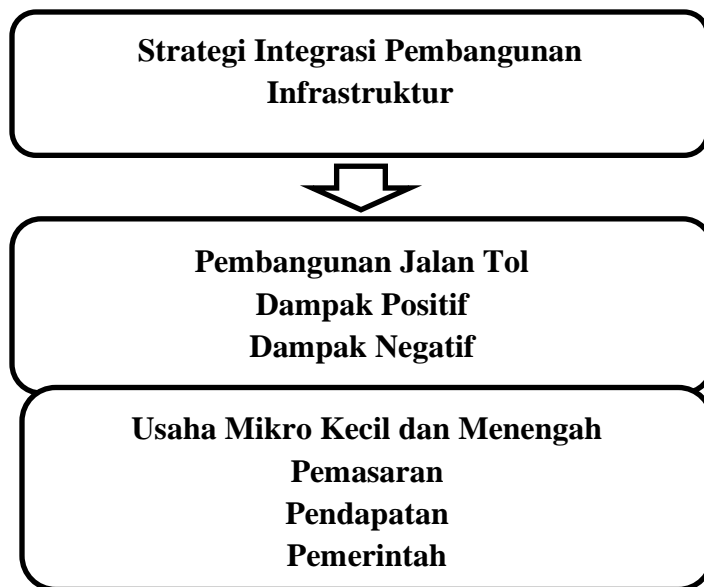 Strategi Integrasi Pembangunan
Infrastruktur
Pembangunan Jalan Tol
Dampak Positif
Dampak Negatif
Usaha Mikro Kecil dan Menengah
Pemasaran
Pendapatan
Pemerintah